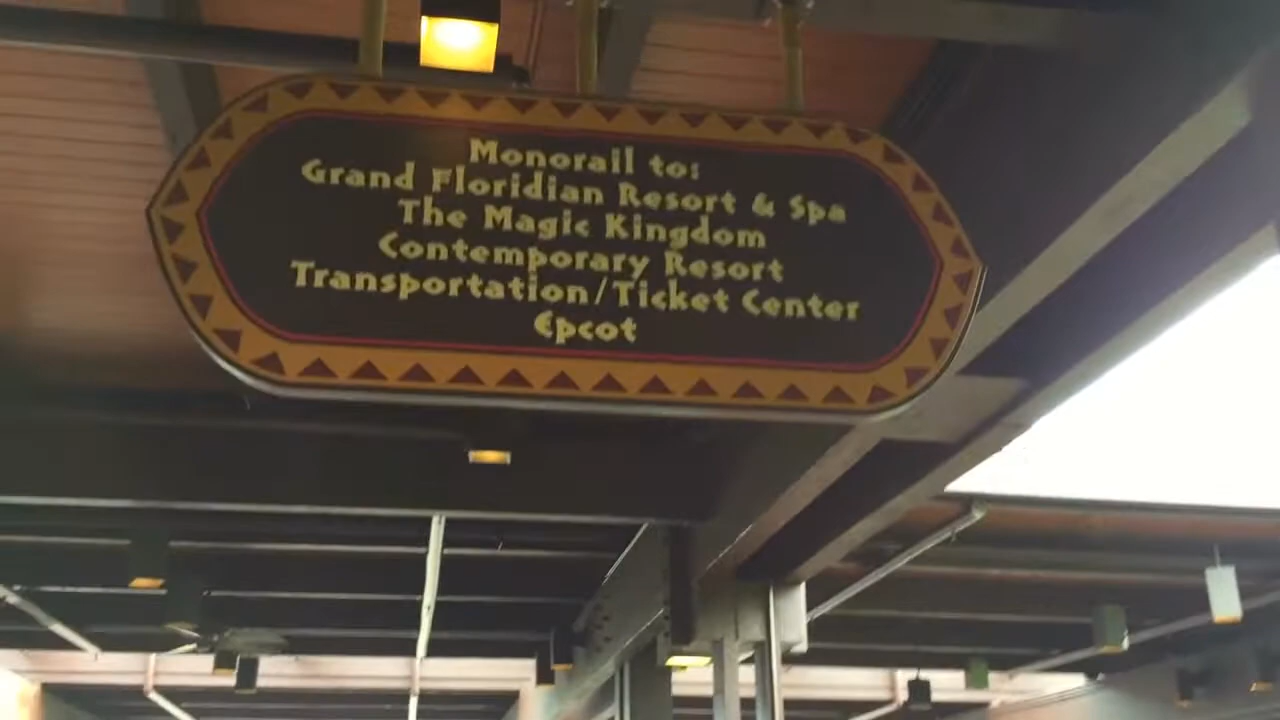 Monorail to:
Grand Floridian Resort & Spa
The Magic Kingdom
Contemporary Resort
Transportation/Ticket Center
Epcot